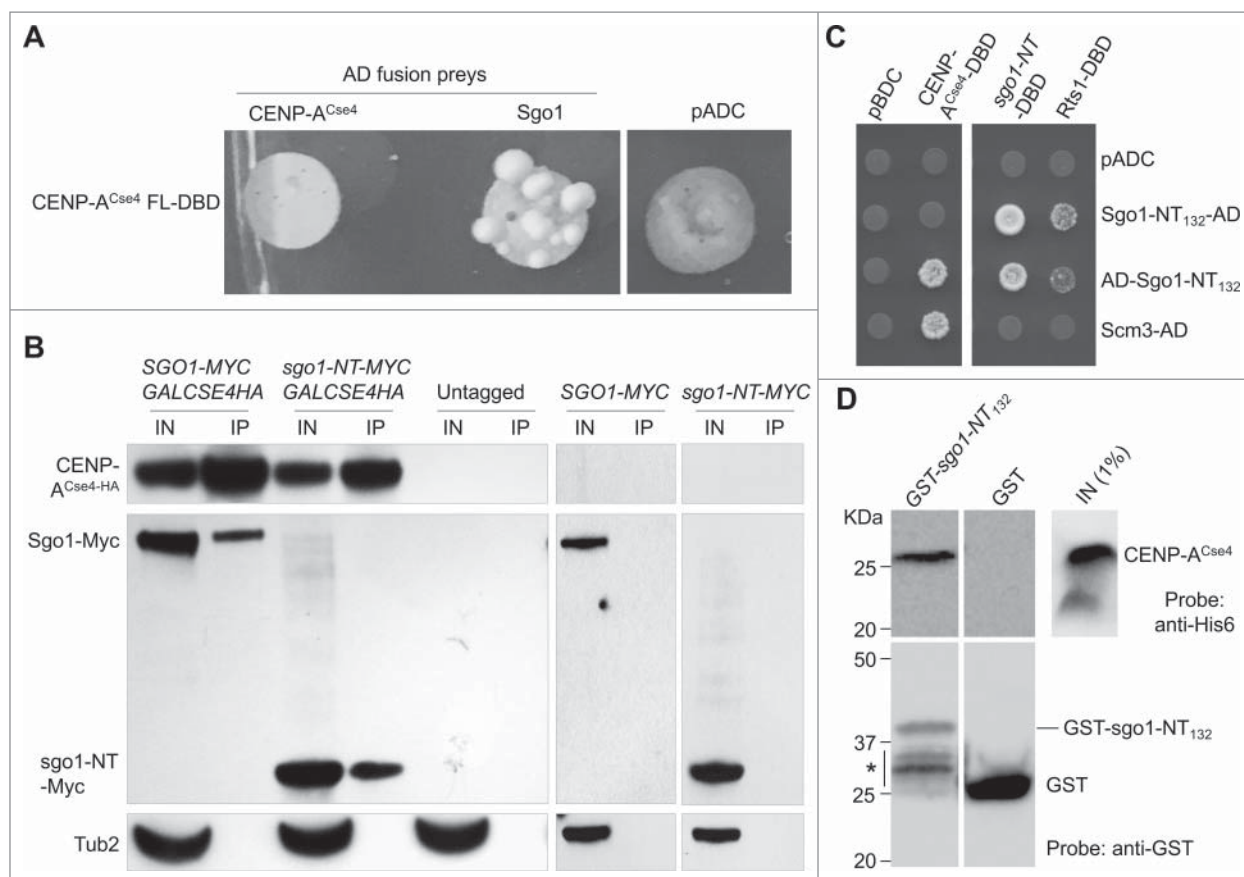 A
AD fusion preys
CENP-A^Cse4 Sgo1 pADC
CENP-A^Cse4 FL-DBD
B
SGO1-MYC GALCSE4HA
sgo1-NT-MYC GALCSE4HA
Untagged
SGO1-MYC
sgo1-NT-MYC
IN IP IN IP IN IP IN IP IN IP
CENP-
A^Cse4-HA
Sgo1-Myc
sgo1-NT
-Myc
Tub2
C
pBDC
CENP-
A^Cse4-DBD
sgo1-NT
-DBD
Rts1-DBD
pADC
Sgo1-NT_132-AD
AD-Sgo1-NT_132
Scm3-AD
D
GST-sgo1-NT_132
GST
IN (1%)
KDa
25
20
CENP-A^Cse4
Probe:
anti-His6
50
37
*
25
20
GST-sgo1-NT_132
GST
Probe: anti-GST